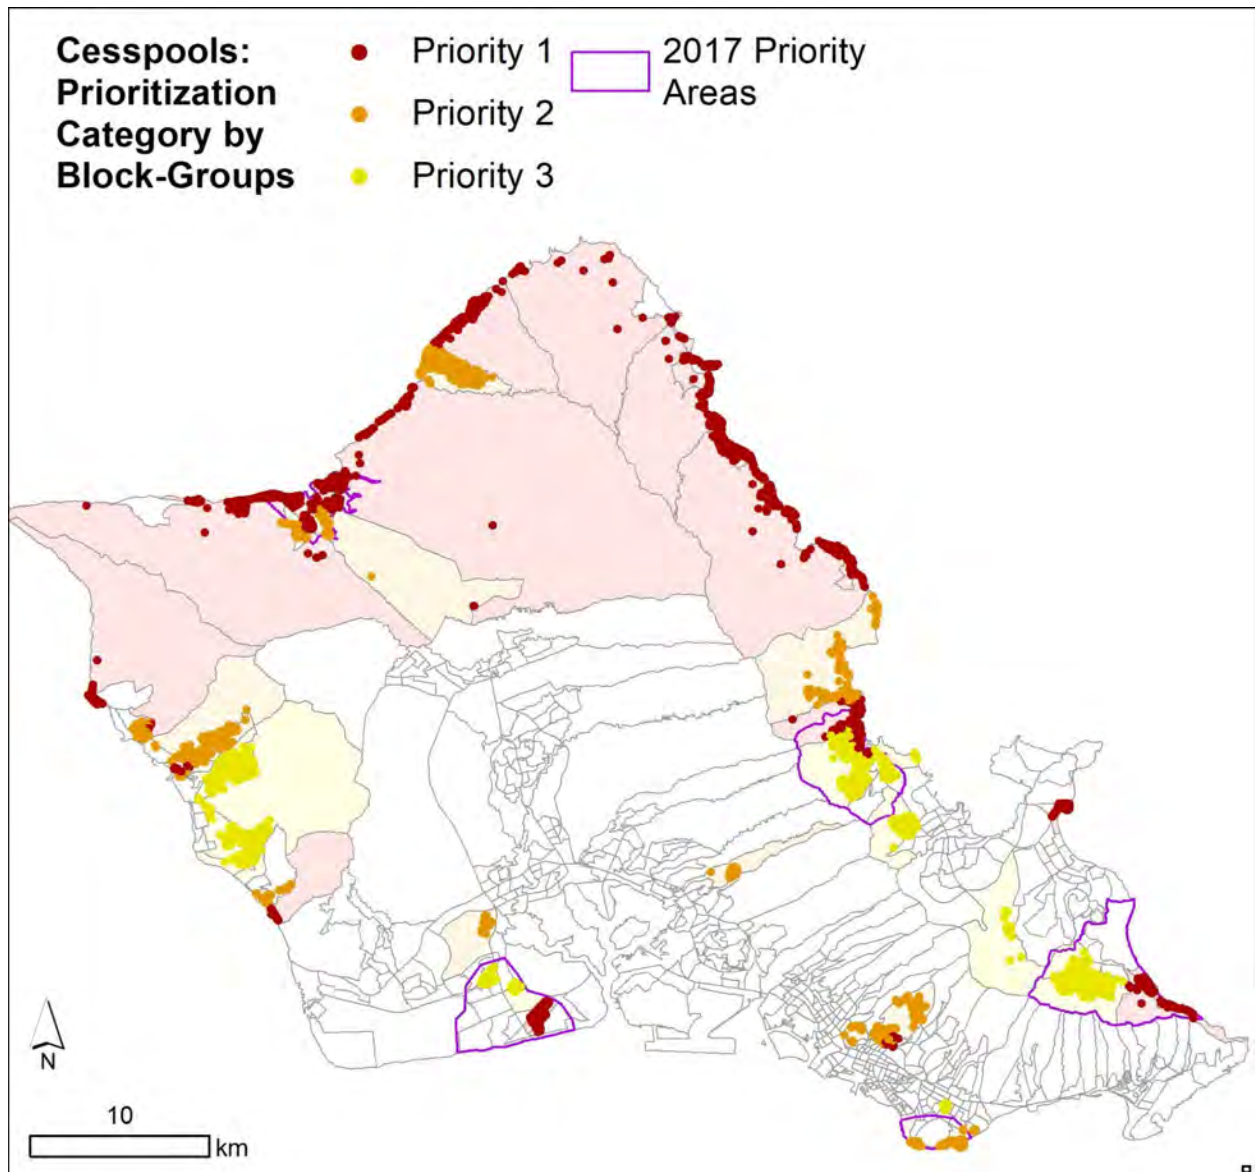 Cesspools:
Prioritization
Category by
Block-Groups
Priority 1
Priority 2
Priority 3
2017 Priority
Areas
N
10
km